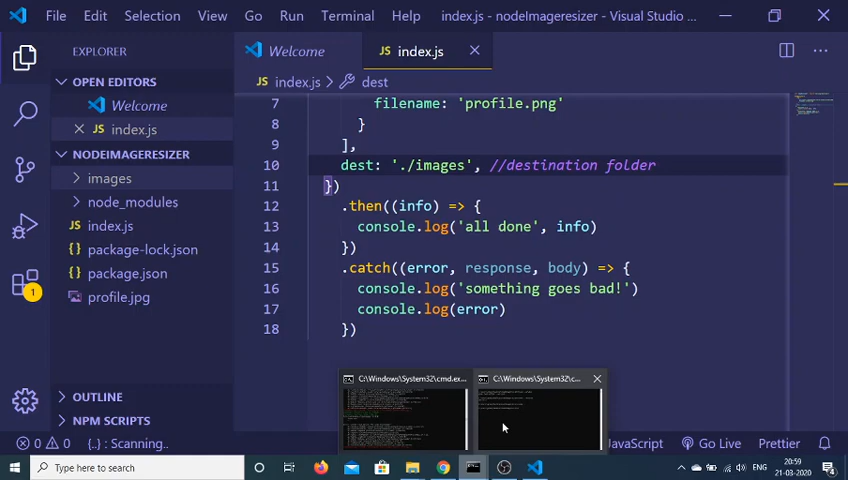 File Edit Selection View Go Run Terminal Help index.js - nodeImageresizer - Visual Studio ...
EXPLORER
OPEN EDITORS
Welcome
JS index.js
NODEIMAGERESIZER
images
node_modules
JS index.js
{} package-lock.json
{} package.json
profile.jpg
OUTLINE
NPM SCRIPTS
1
Welcome JS index.js
JS index.js > dest
7 filename: 'profile.png'
8 }
9 ],
10 dest: './images', //destination folder
11 })
12 .then((info) => {
13 console.log('all done', info)
14 })
15 .catch((error, response, body) => {
16 console.log('something goes bad!')
17 console.log(error)
18 })
C:\Windows\System32\cmd.ex... C:\Windows\System32\c...
0 0 {..} : Scanning.. JavaScript Go Live Prettier
Type here to search
ENG 20:59
21-03-2020